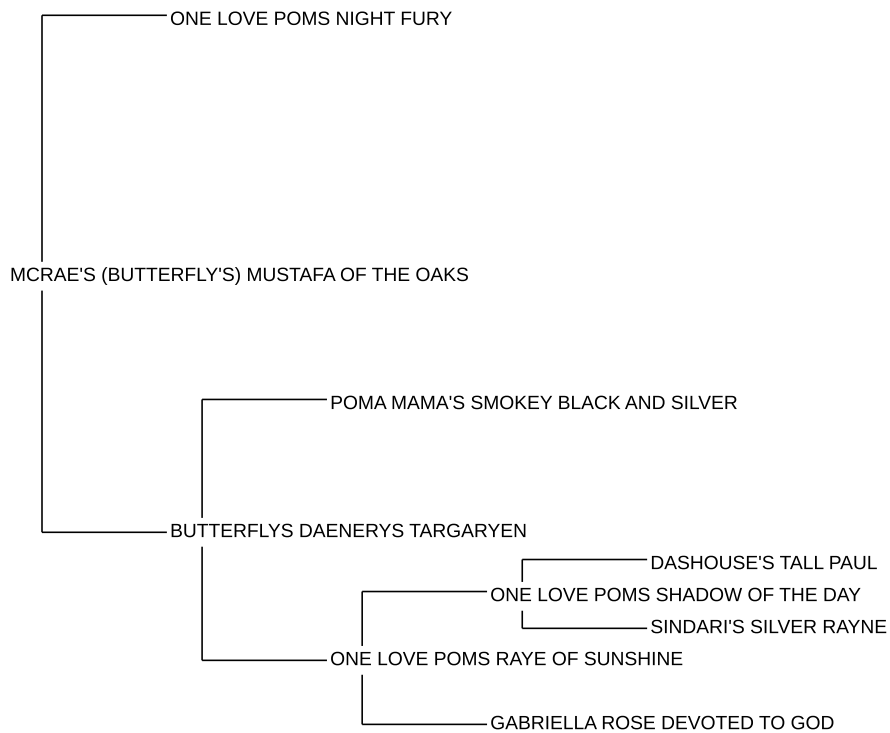 ONE LOVE POMS NIGHT FURY
MCRAE'S (BUTTERFLY'S) MUSTAFA OF THE OAKS
POMA MAMA'S SMOKEY BLACK AND SILVER
BUTTERFLYS DAENERYS TARGARYEN
DASHOUSE'S TALL PAUL
ONE LOVE POMS SHADOW OF THE DAY
SINDARI'S SILVER RAYNE
ONE LOVE POMS RAYE OF SUNSHINE
GABRIELLA ROSE DEVOTED TO GOD